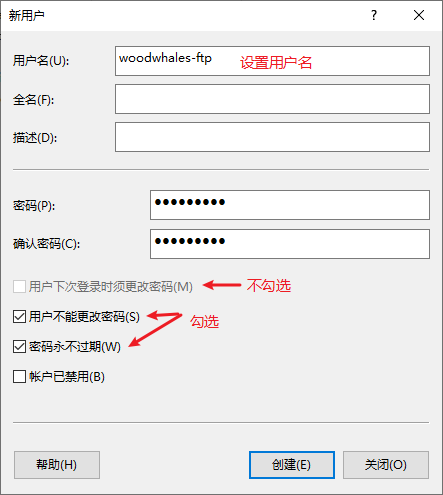 新用户 ?
用户名(U): woodwhales-ftp 设置用户名
全名(F):
描述(D):
密码(P): ●●●●●●●●●
确认密码(C): ●●●●●●●●●
用户下次登录时须更改密码(M) 不勾选
用户不能更改密码(S)
勾选
密码永不过期(W)
帐户已禁用(B)
帮助(H) 创建(E) 关闭(O)